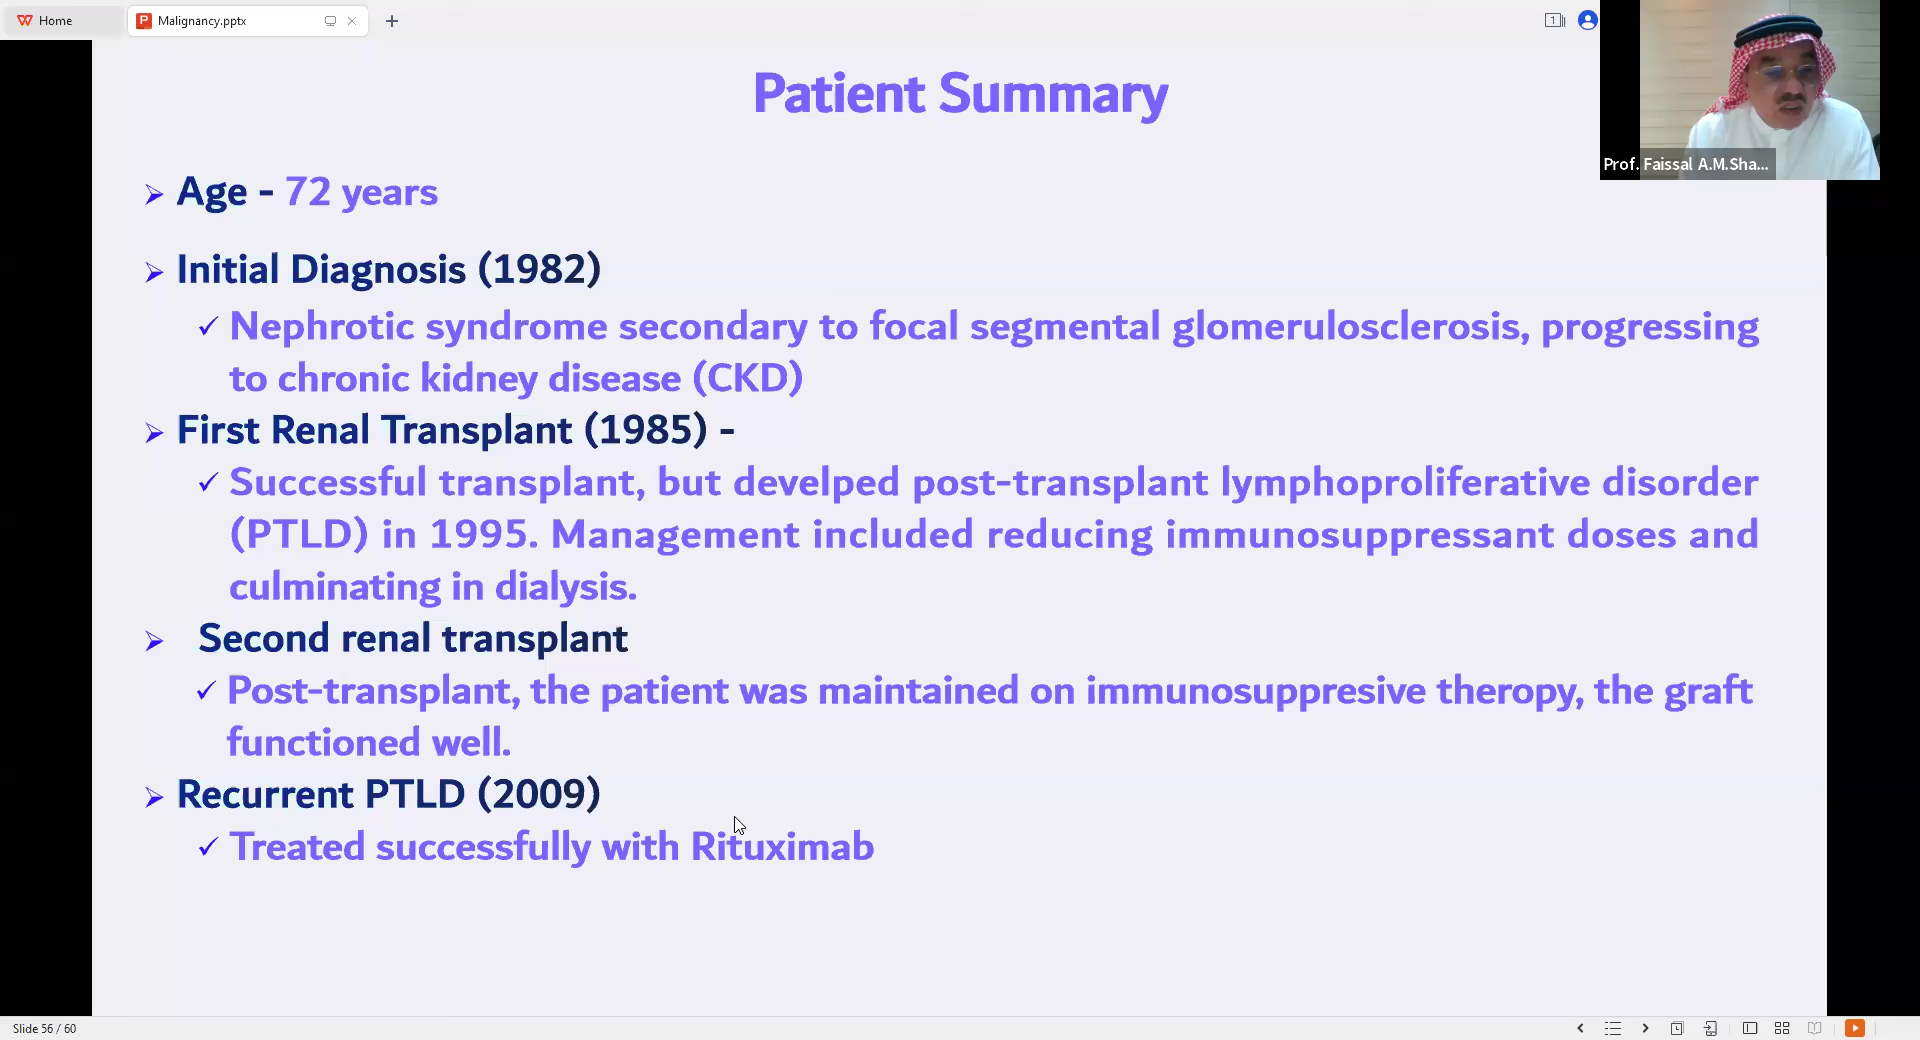 Home
Malignancy.pptx
Patient Summary
Prof. Faissal A.M.Sha...
Age - 72 years
Initial Diagnosis (1982)
Nephrotic syndrome secondary to focal segmental glomerulosclerosis, progressing
to chronic kidney disease (CKD)
First Renal Transplant (1985) -
Successful transplant, but develped post-transplant lymphoproliferative disorder
(PTLD) in 1995. Management included reducing immunosuppressant doses and
culminating in dialysis.
Second renal transplant
Post-transplant, the patient was maintained on immunosuppresive theropy, the graft
functioned well.
Recurrent PTLD (2009)
Treated successfully with Rituximab
Slide 56 / 60